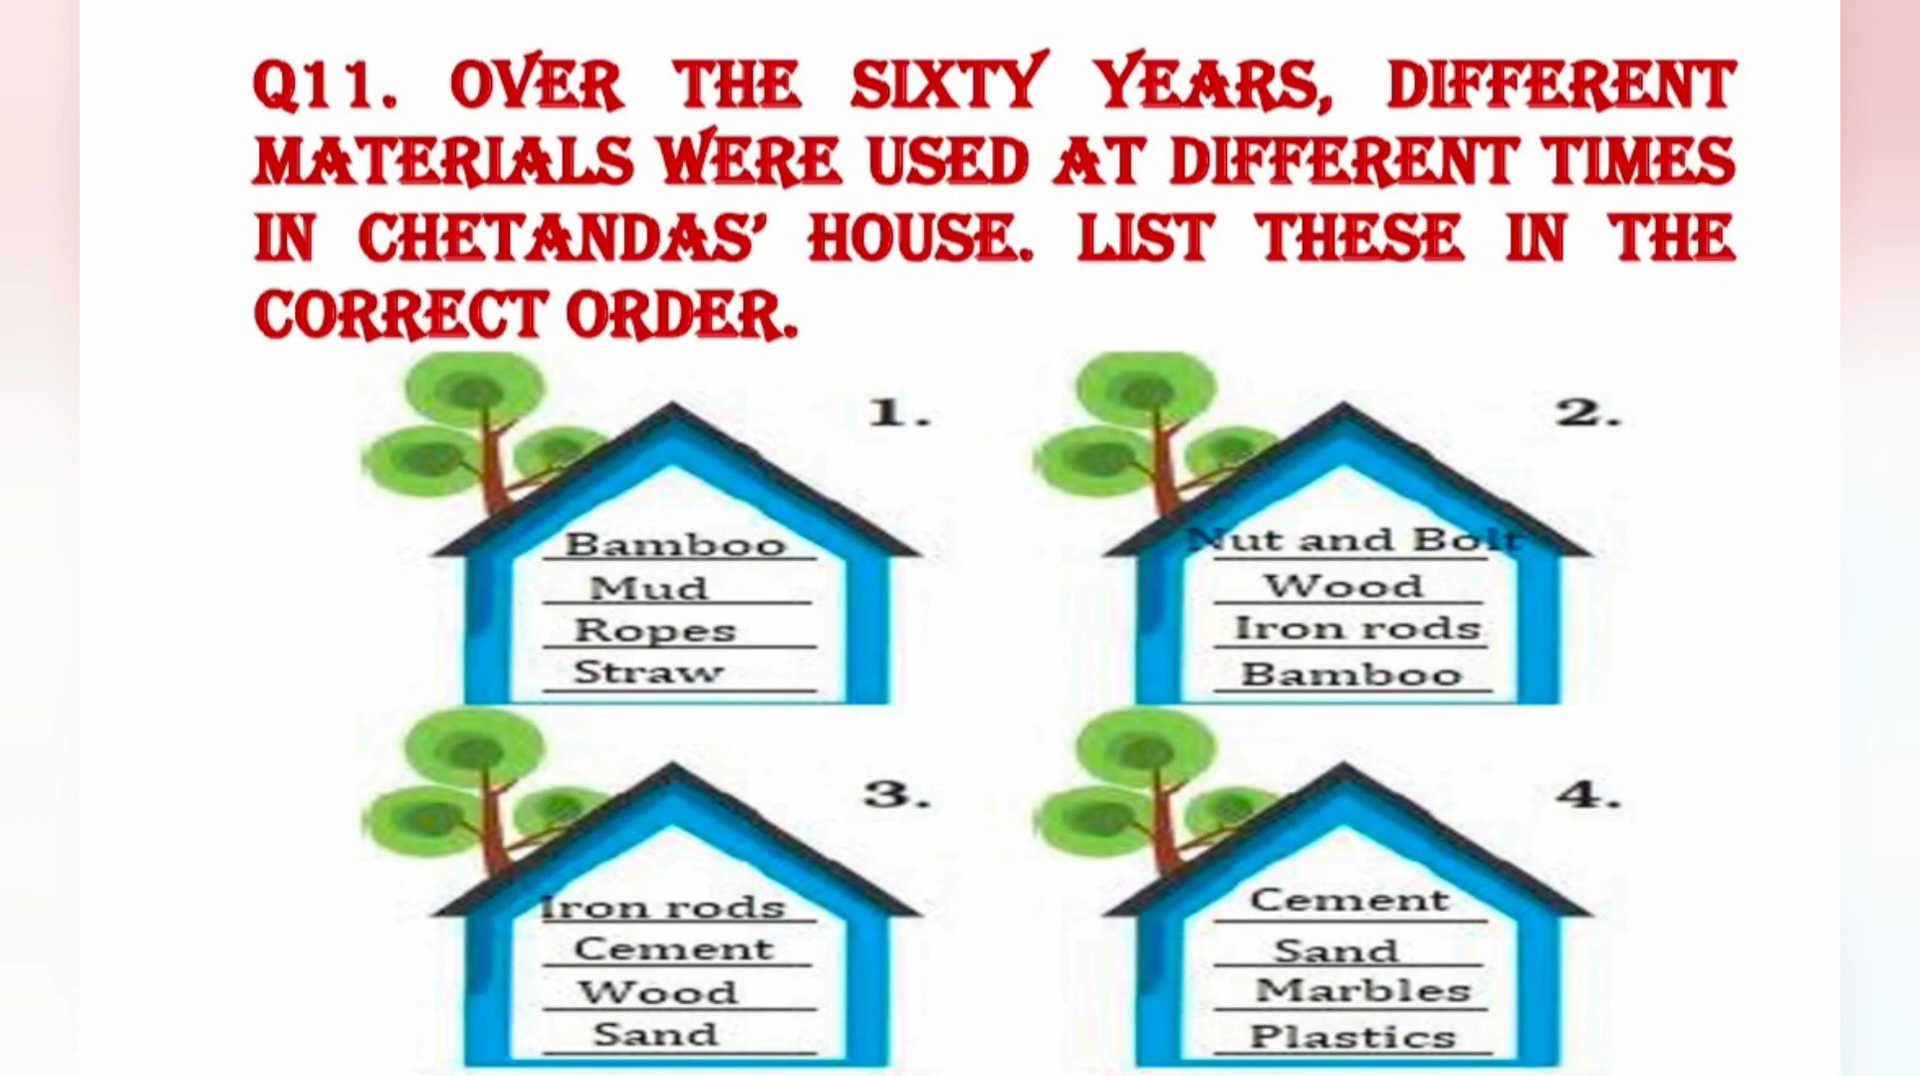 Q11. OVER THE SIXTY YEARS, DIFFERENT
MATERIALS WERE USED AT DIFFERENT TIMES
IN CHETANDAS' HOUSE. LIST THESE IN THE
CORRECT ORDER.
1.
Bamboo
Mud
Ropes
Straw
2.
Nut and Bolt
Wood
Iron rods
Bamboo
3.
Iron rods
Cement
Wood
Sand
4.
Cement
Sand
Marbles
Plastics